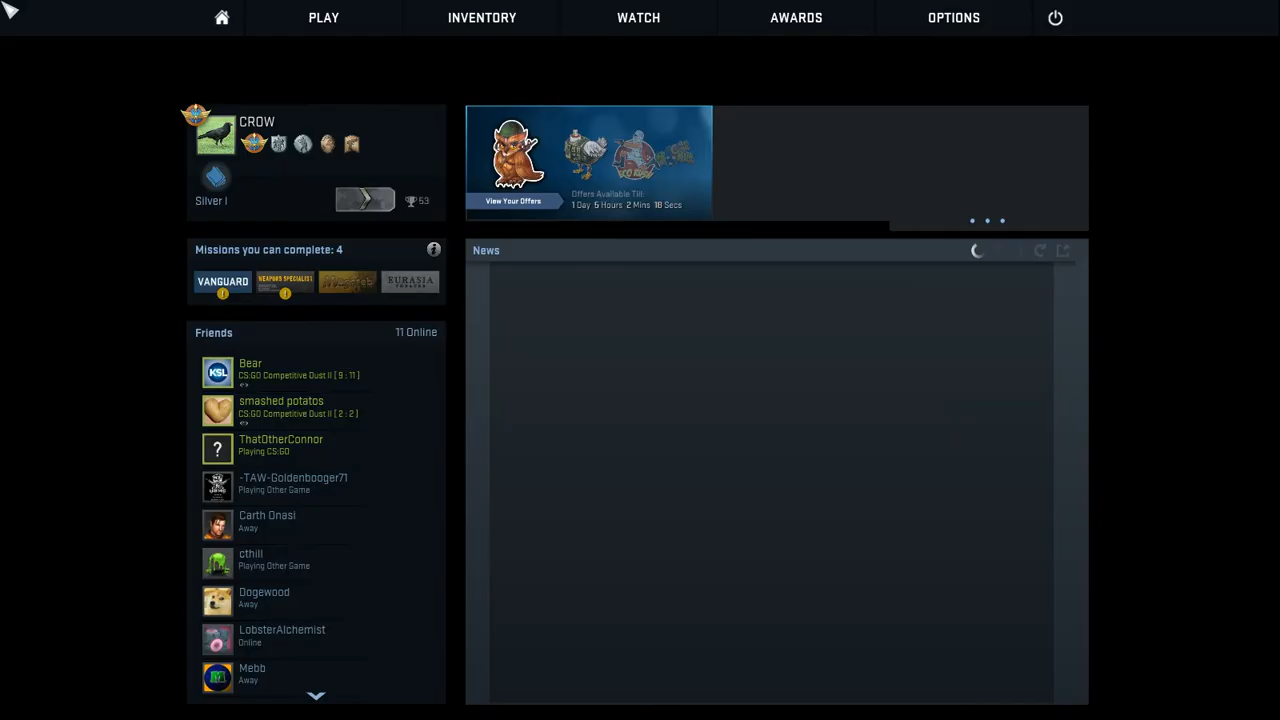 PLAY
INVENTORY
WATCH
AWARDS
OPTIONS
CROW
Silver I
53
View Your Offers
Offers Available Till:
1 Day 5 Hours 2 Mins 18 Secs
Missions you can complete: 4
i
VANGUARD
WEAPONS SPECIALIST
EURASIA
News
Friends
11 Online
Bear
CS:GO Competitive Dust II [ 9 : 11 ]
smashed potatos
CS:GO Competitive Dust II [ 2 : 2 ]
?
ThatOtherConnor
Playing CS:GO
-TAW-Goldenbooger71
Playing Other Game
Carth Onasi
Away
cthill
Playing Other Game
Dogewood
Away
LobsterAlchemist
Online
Mebb
Away
KSL